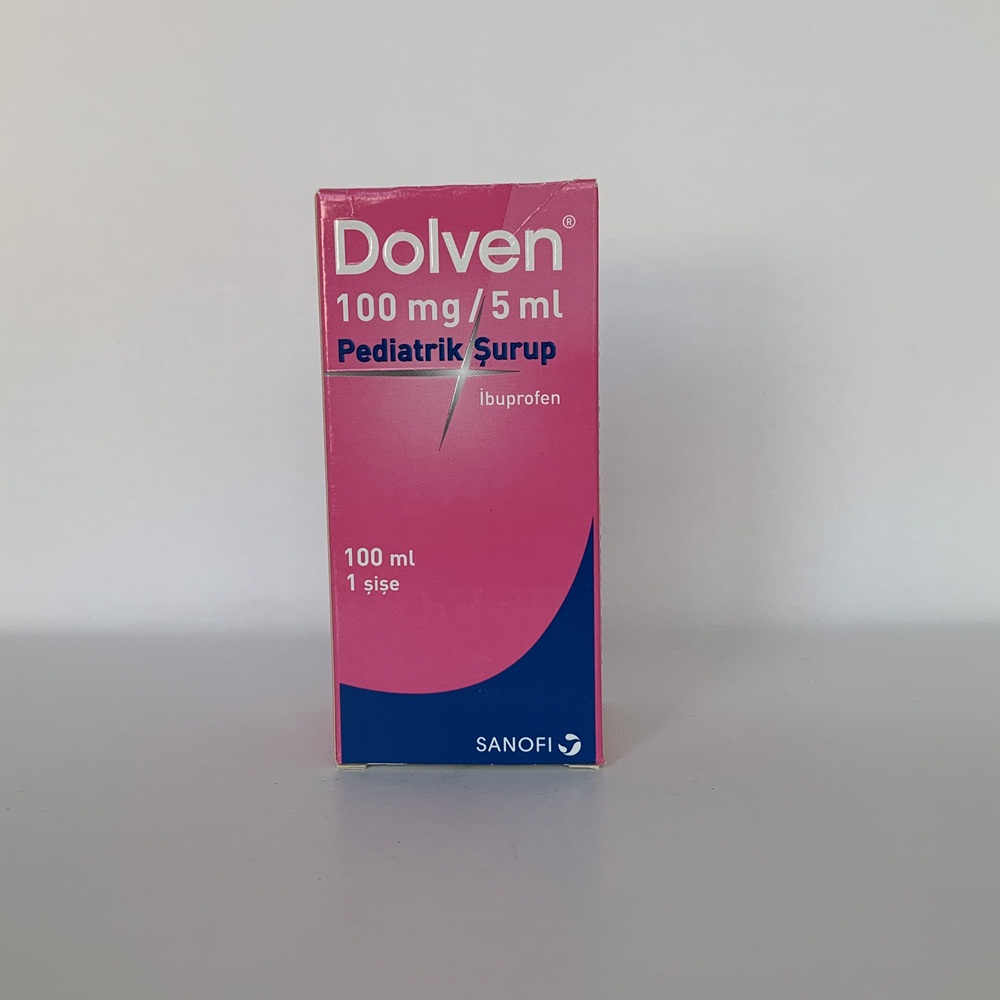 Dolven®
100 mg/5 ml
Pediatrik Şurup
İbuprofen
100 ml
1 şişe
SANOFI